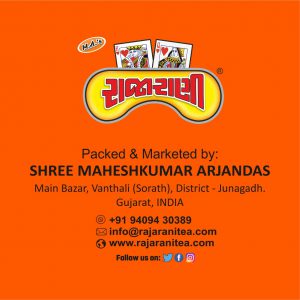 M.A.'s
રાજારાણી
®
Packed & Marketed by:
SHREE MAHESHKUMAR ARJANDAS
Main Bazar, Vanthali (Sorath), District - Junagadh.
Gujarat, INDIA
+91 94094 30389
info@rajaranitea.com
www.rajaranitea.com
Follow us on: